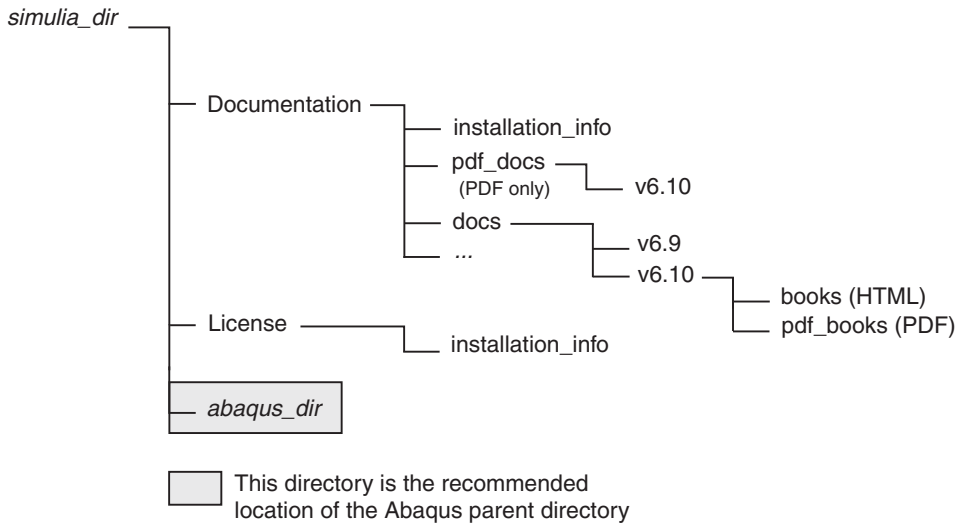 simulia_dir
Documentation
installation_info
pdf_docs
(PDF only)
v6.10
docs
v6.9
...
v6.10
books (HTML)
pdf_books (PDF)
License
installation_info
abaqus_dir
This directory is the recommended
location of the Abaqus parent directory